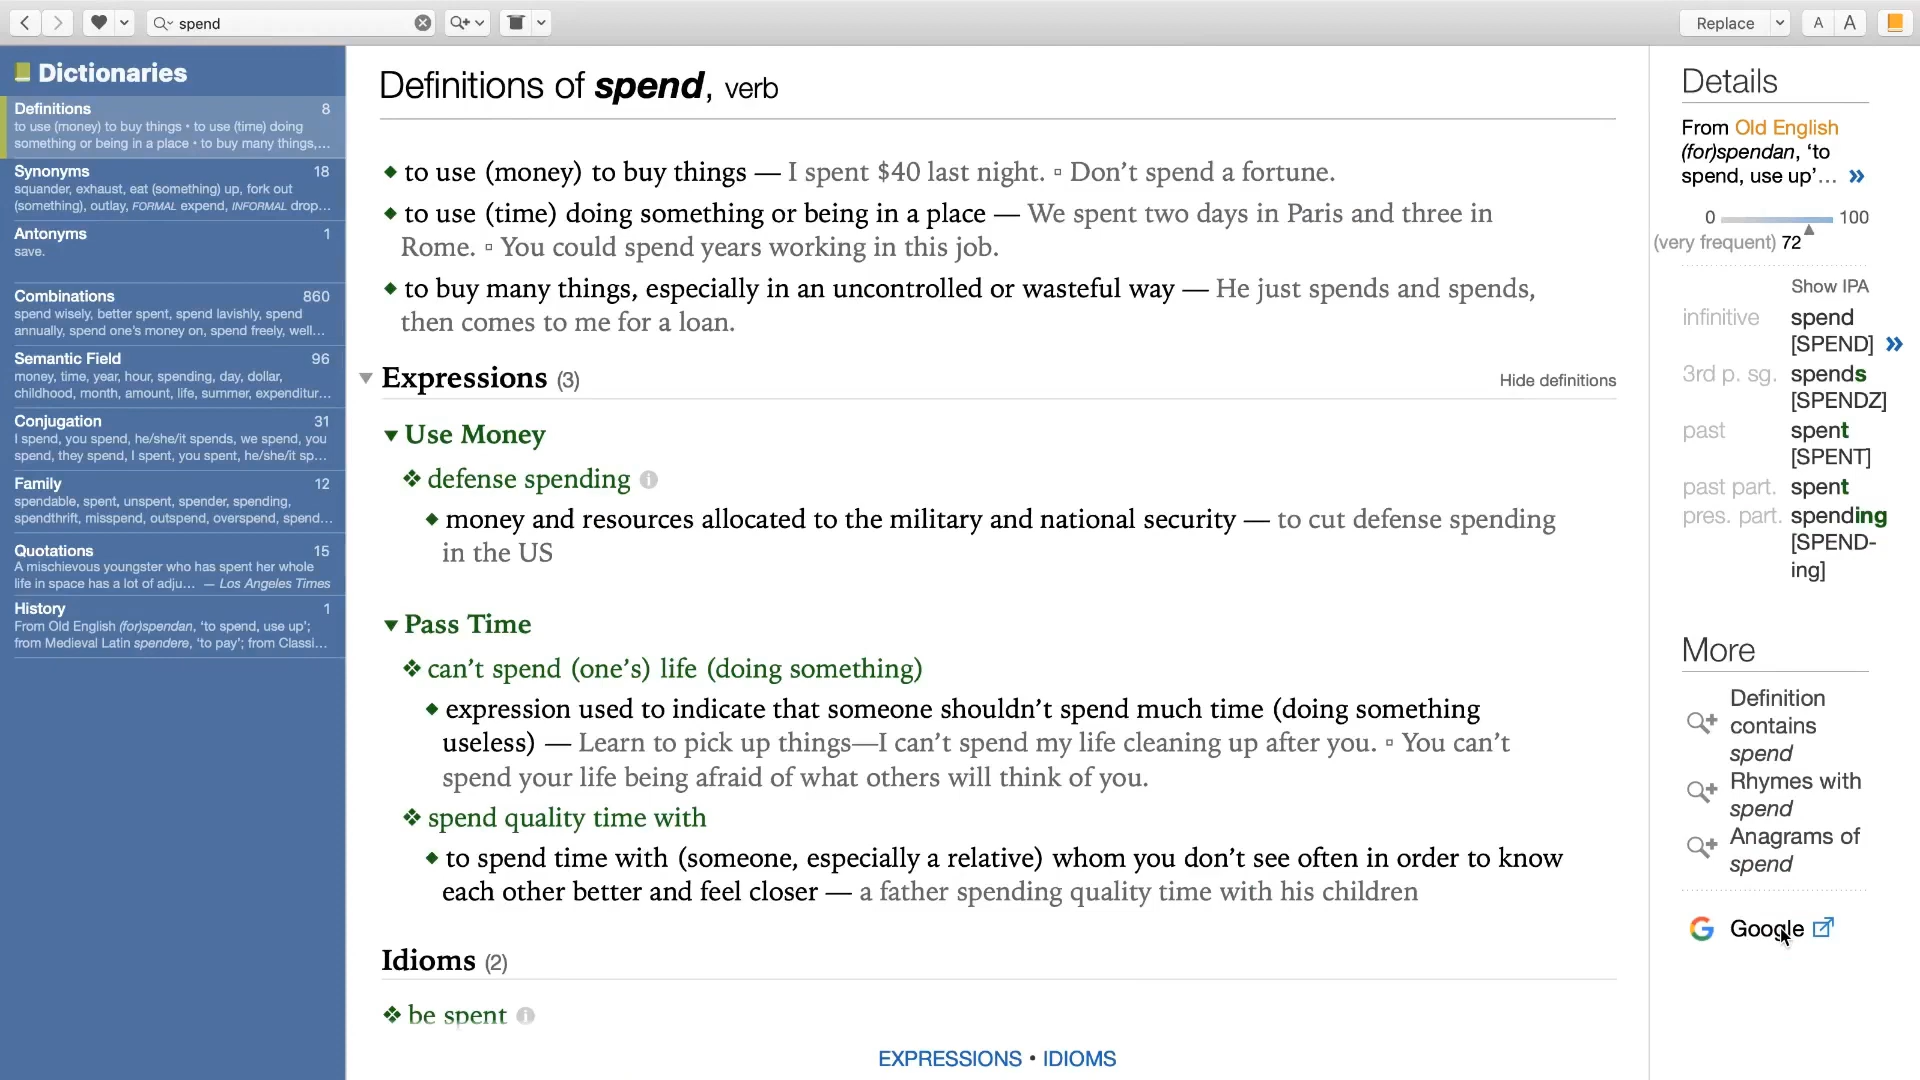 spend
Replace
A A
Dictionaries
Definitions 8
to use (money) to buy things • to use (time) doing
something or being in a place • to buy many things,...
Synonyms 18
squander, exhaust, eat (something) up, fork out
(something), outlay, FORMAL expend, INFORMAL drop...
Antonyms 1
save.
Combinations 860
spend wisely, better spent, spend lavishly, spend
annually, spend one’s money on, spend freely, well...
Semantic Field 96
money, time, year, hour, spending, day, dollar,
childhood, month, amount, life, summer, expenditur...
Conjugation 31
I spend, you spend, he/she/it spends, we spend, you
spend, they spend, I spent, you spent, he/she/it sp...
Family 12
spendable, spent, unspent, spender, spending,
spendthrift, misspend, outspend, overspend, spend...
Quotations 15
A mischievous youngster who has spent her whole
life in space has a lot of adju... — Los Angeles Times
History 1
From Old English (for)spendan, ‘to spend, use up’;
from Medieval Latin spendere, ‘to pay’; from Classi...
Definitions of spend, verb
to use (money) to buy things — I spent $40 last night. ▫ Don’t spend a fortune.
to use (time) doing something or being in a place — We spent two days in Paris and three in
Rome. ▫ You could spend years working in this job.
to buy many things, especially in an uncontrolled or wasteful way — He just spends and spends,
then comes to me for a loan.
Expressions (3) Hide definitions
Use Money
defense spending
money and resources allocated to the military and national security — to cut defense spending
in the US
Pass Time
can’t spend (one’s) life (doing something)
expression used to indicate that someone shouldn’t spend much time (doing something
useless) — Learn to pick up things—I can’t spend my life cleaning up after you. ▫ You can’t
spend your life being afraid of what others will think of you.
spend quality time with
to spend time with (someone, especially a relative) whom you don’t see often in order to know
each other better and feel closer — a father spending quality time with his children
Idioms (2)
be spent
EXPRESSIONS • IDIOMS
Details
From Old English
(for)spendan, ‘to
spend, use up’... »
0 100
(very frequent) 72
Show IPA
infinitive spend
[SPEND] »
3rd p. sg. spends
[SPENDZ]
past spent
[SPENT]
past part. spent
pres. part. spending
[SPEND-
ing]
More
Definition
contains
spend
Rhymes with
spend
Anagrams of
spend
Google